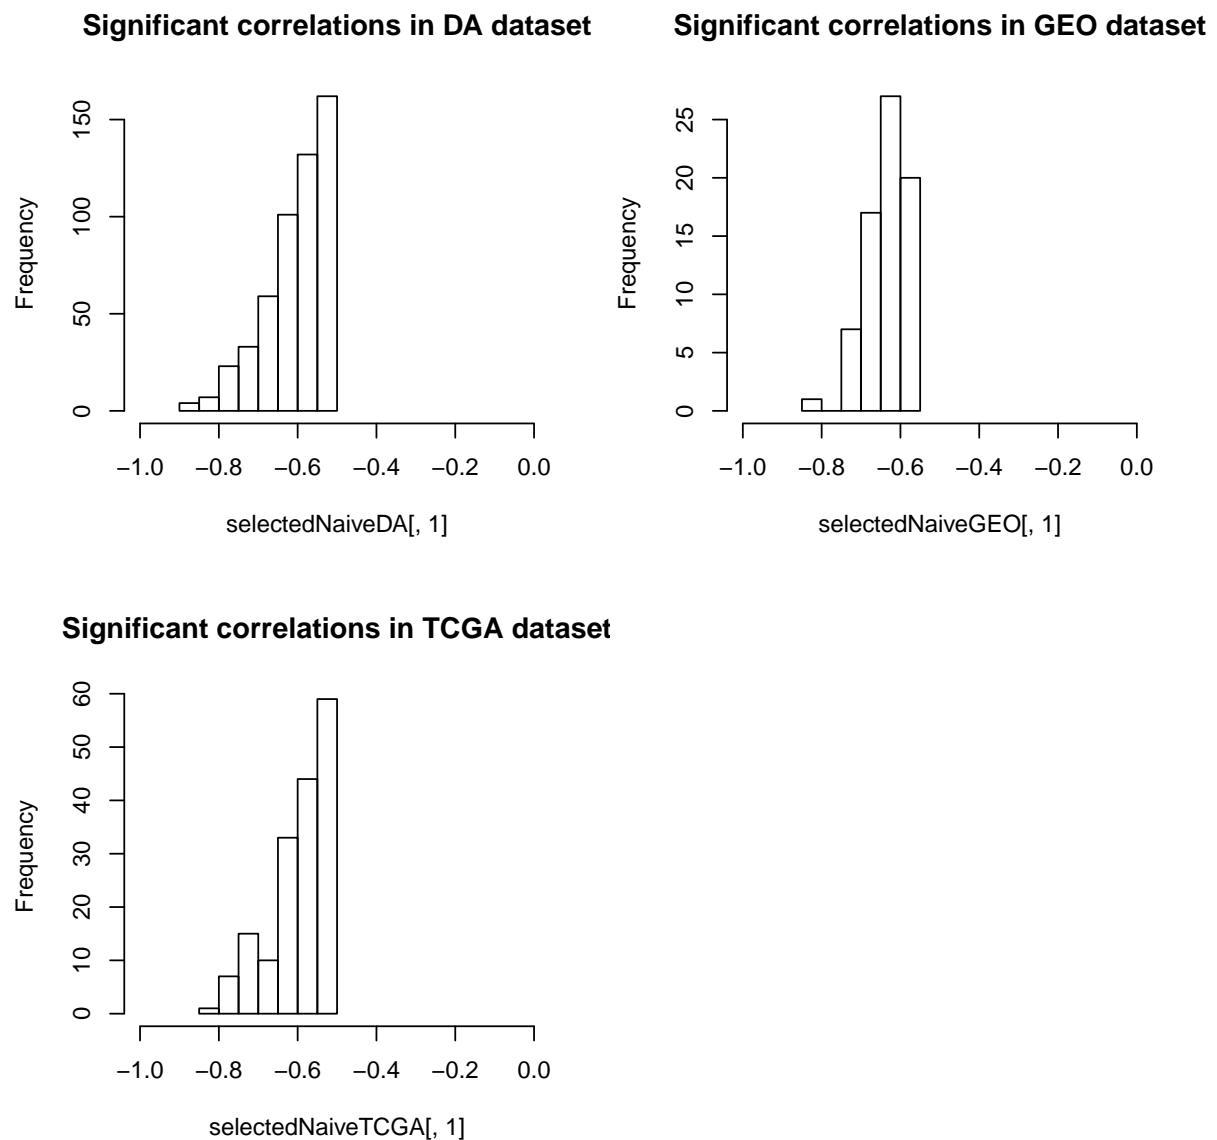 Significant correlations in DA dataset
Frequency
0
50
100
150
−1.0 −0.8 −0.6 −0.4 −0.2 0.0
selectedNaiveDA[, 1]
Significant correlations in GEO dataset
Frequency
0
5
10
15
20
25
−1.0 −0.8 −0.6 −0.4 −0.2 0.0
selectedNaiveGEO[, 1]
Significant correlations in TCGA dataset
Frequency
0
10
20
30
40
50
60
−1.0 −0.8 −0.6 −0.4 −0.2 0.0
selectedNaiveTCGA[, 1]